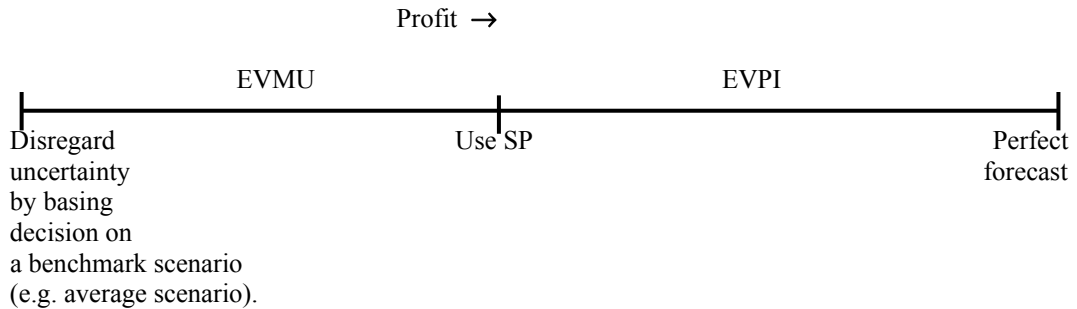 Profit →
EVMU EVPI
Disregard Use SP Perfect
uncertainty forecast
by basing
decision on
a benchmark scenario
(e.g. average scenario).